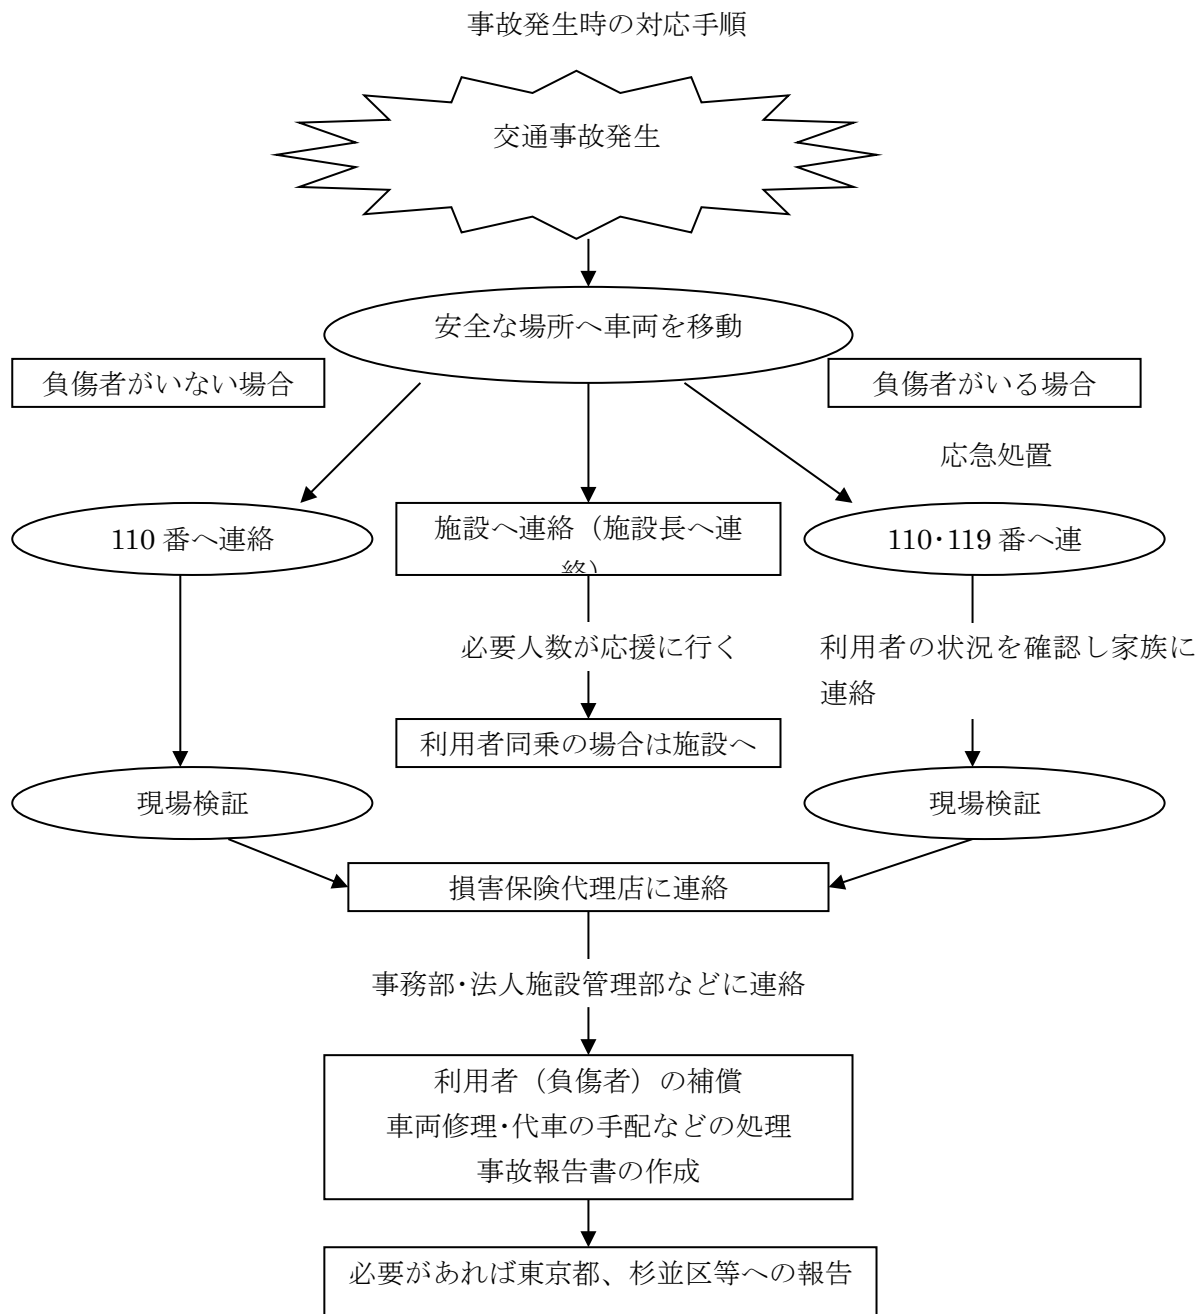 事故発生時の対応手順
交通事故発生
安全な場所へ車両を移動
負傷者がいない場合
負傷者がいる場合
応急処置
110 番へ連絡
施設へ連絡（施設長へ連
絡）
110･119 番へ連
必要人数が応援に行く
利用者の状況を確認し家族に
連絡
利用者同乗の場合は施設へ
現場検証
現場検証
損害保険代理店に連絡
事務部･法人施設管理部などに連絡
利用者（負傷者）の補償
車両修理･代車の手配などの処理
事故報告書の作成
必要があれば東京都、杉並区等への報告